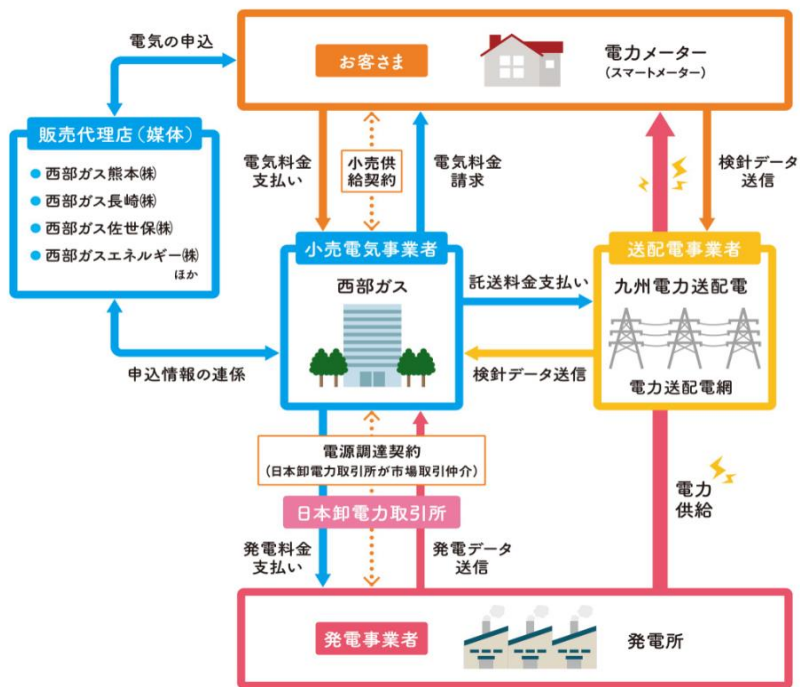 電気の申込
お客さま
電力メーター
(スマートメーター)
販売代理店(媒体)
西部ガス熊本㈱
西部ガス長崎㈱
西部ガス佐世保㈱
西部ガスエネルギー㈱
ほか
電気料金
支払い
小売供
給契約
電気料金
請求
検針データ
送信
小売電気事業者
西部ガス
託送料金支払い
送配電事業者
九州電力送配電
電力送配電網
申込情報の連係
検針データ送信
電源調達契約
(日本卸電力取引所が市場取引仲介)
日本卸電力取引所
電力
供給
発電料金
支払い
発電データ
送信
発電事業者
発電所